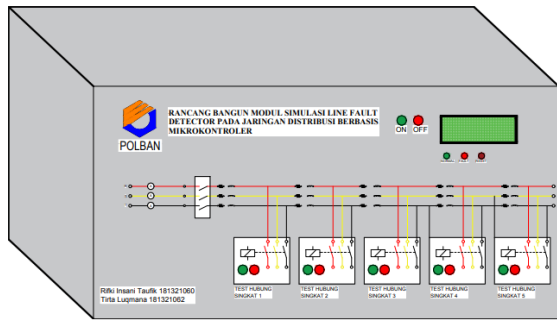 RANCANG BANGUN MODUL SIMULASI LINE FAULT
DETECTOR PADA JARINGAN DISTRIBUSI BERBASIS
MIKROKONTROLER
POLBAN
ON OFF
TEST HUBUNG
SINGKAT 1
TEST HUBUNG
SINGKAT 2
TEST HUBUNG
SINGKAT 3
TEST HUBUNG
SINGKAT 4
TEST HUBUNG
SINGKAT 5
Rifki Insani Taufik 181321060
Tirta Luqmana 181321062